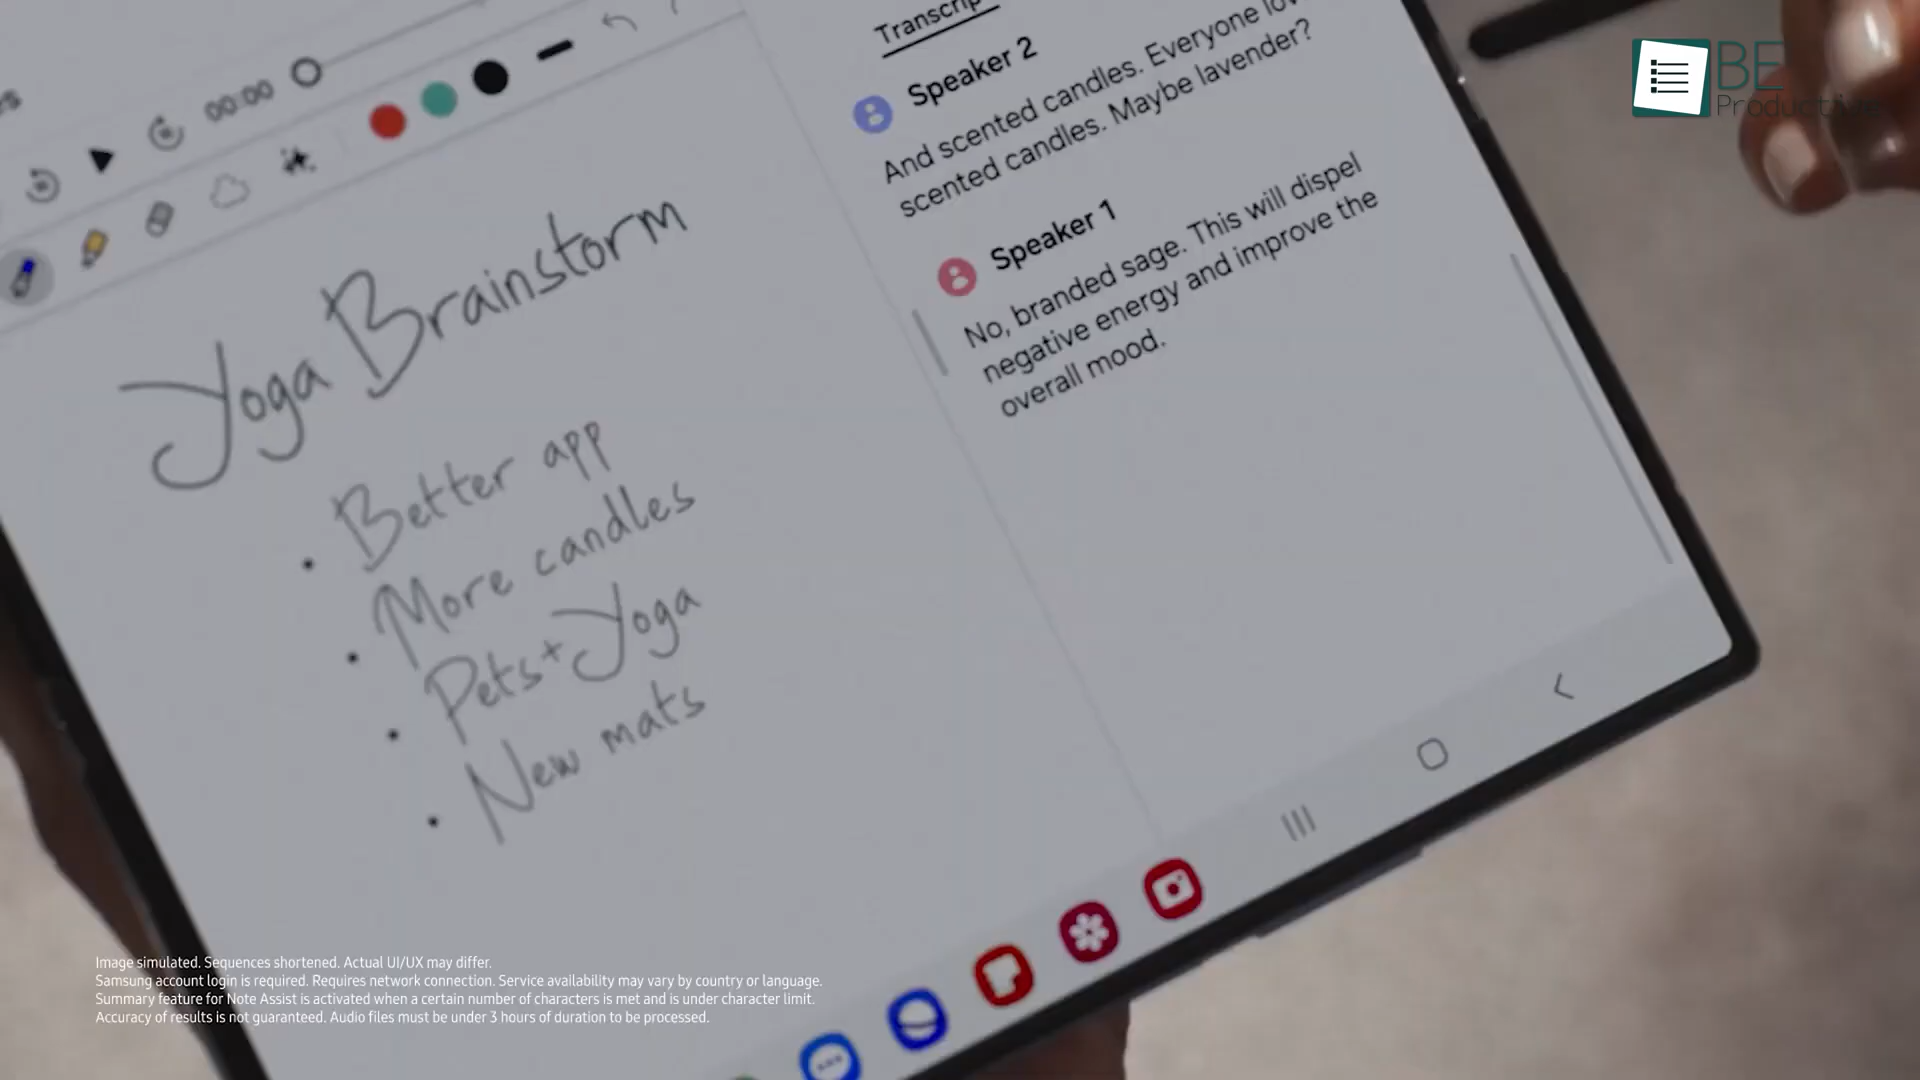 00:00
Yoga Brainstorm
• Better app
• More candles
• Pets + Yoga
• New mats
Speaker 2
And scented candles. Everyone
scented candles. Maybe lavender?
Speaker 1
No, branded sage. This will dispel
negative energy and improve the
overall mood.
BE
Productive
Image simulated. Sequences shortened. Actual UI/UX may differ.
Samsung account login is required. Requires network connection. Service availability may vary by country or language.
Summary feature for Note Assist is activated when a certain number of characters is met and is under character limit.
Accuracy of results is not guaranteed. Audio files must be under 3 hours of duration to be processed.